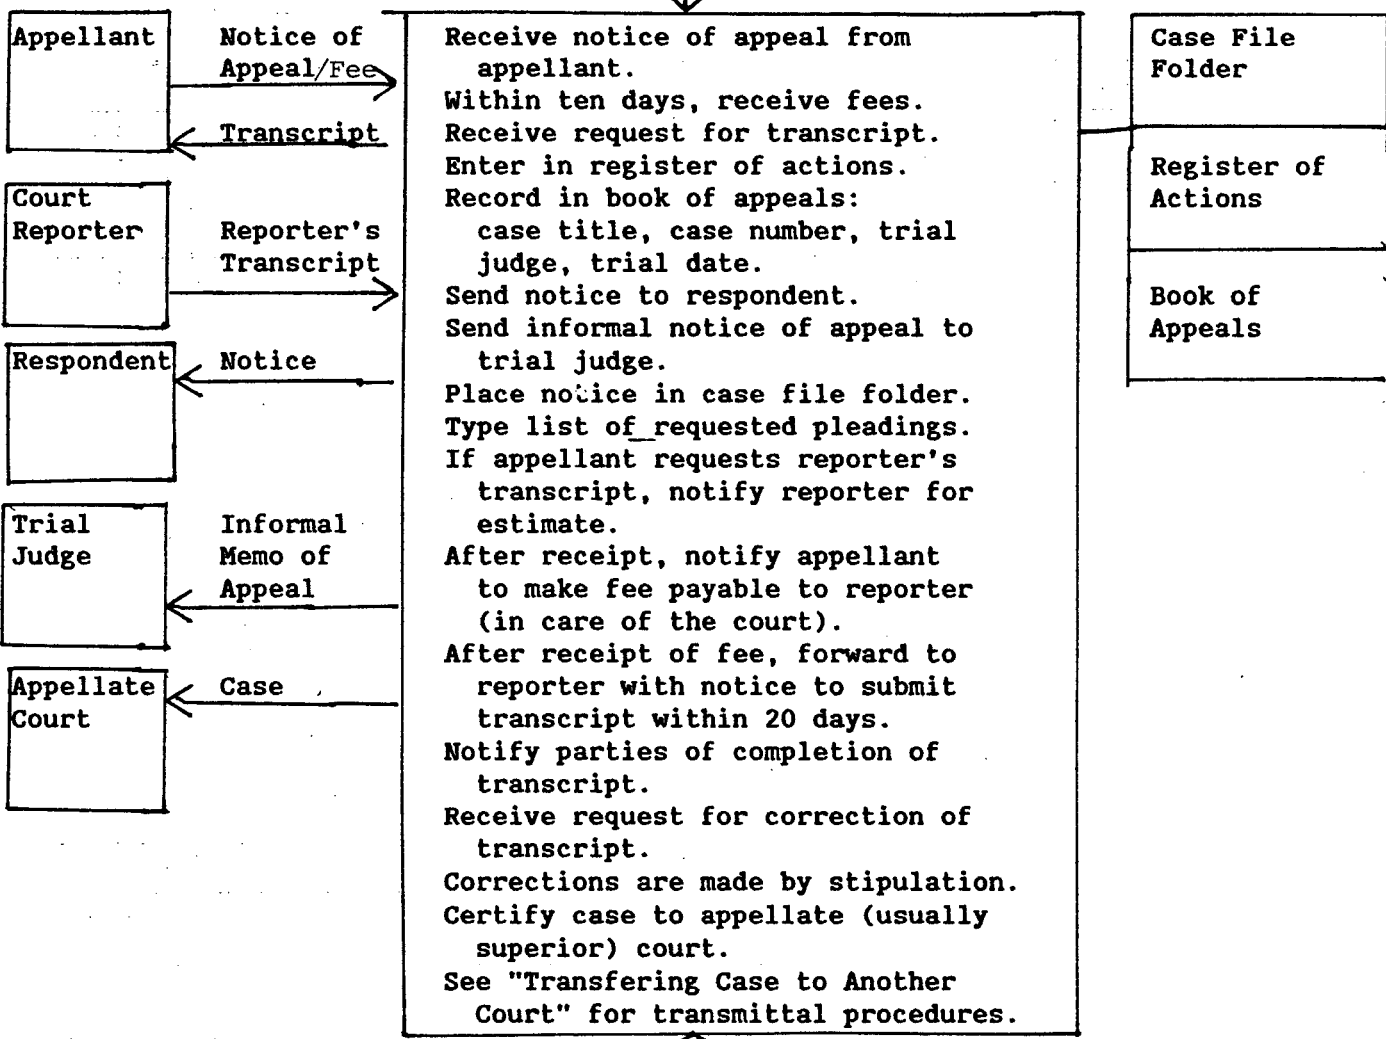 Appellant
Notice of
Appeal/Fee
Transcript
Court
Reporter
Reporter's
Transcript
Respondent
Notice
Trial
Judge
Informal
Memo of
Appeal
Appellate
Court
Case
Receive notice of appeal from
appellant.
Within ten days, receive fees.
Receive request for transcript.
Enter in register of actions.
Record in book of appeals:
case title, case number, trial
judge, trial date.
Send notice to respondent.
Send informal notice of appeal to
trial judge.
Place notice in case file folder.
Type list of requested pleadings.
If appellant requests reporter's
transcript, notify reporter for
estimate.
After receipt, notify appellant
to make fee payable to reporter
(in care of the court).
After receipt of fee, forward to
reporter with notice to submit
transcript within 20 days.
Notify parties of completion of
transcript.
Receive request for correction of
transcript.
Corrections are made by stipulation.
Certify case to appellate (usually
superior) court.
See "Transfering Case to Another
Court" for transmittal procedures.
Case File
Folder
Register of
Actions
Book of
Appeals